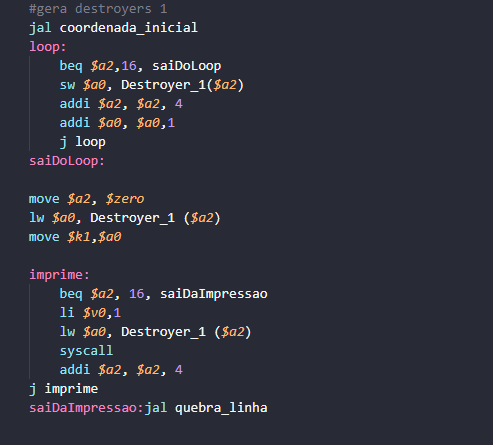 #gera destroyers 1
jal coordenada_inicial
loop:
beq $a2,16, saiDoLoop
sw $a0, Destroyer_1($a2)
addi $a2, $a2, 4
addi $a0, $a0,1
j loop
saiDoLoop:
move $a2, $zero
lw $a0, Destroyer_1 ($a2)
move $k1,$a0
imprime:
beq $a2, 16, saiDaImpressao
li $v0,1
lw $a0, Destroyer_1 ($a2)
syscall
addi $a2, $a2, 4
j imprime
saiDaImpressao:jal quebra_linha